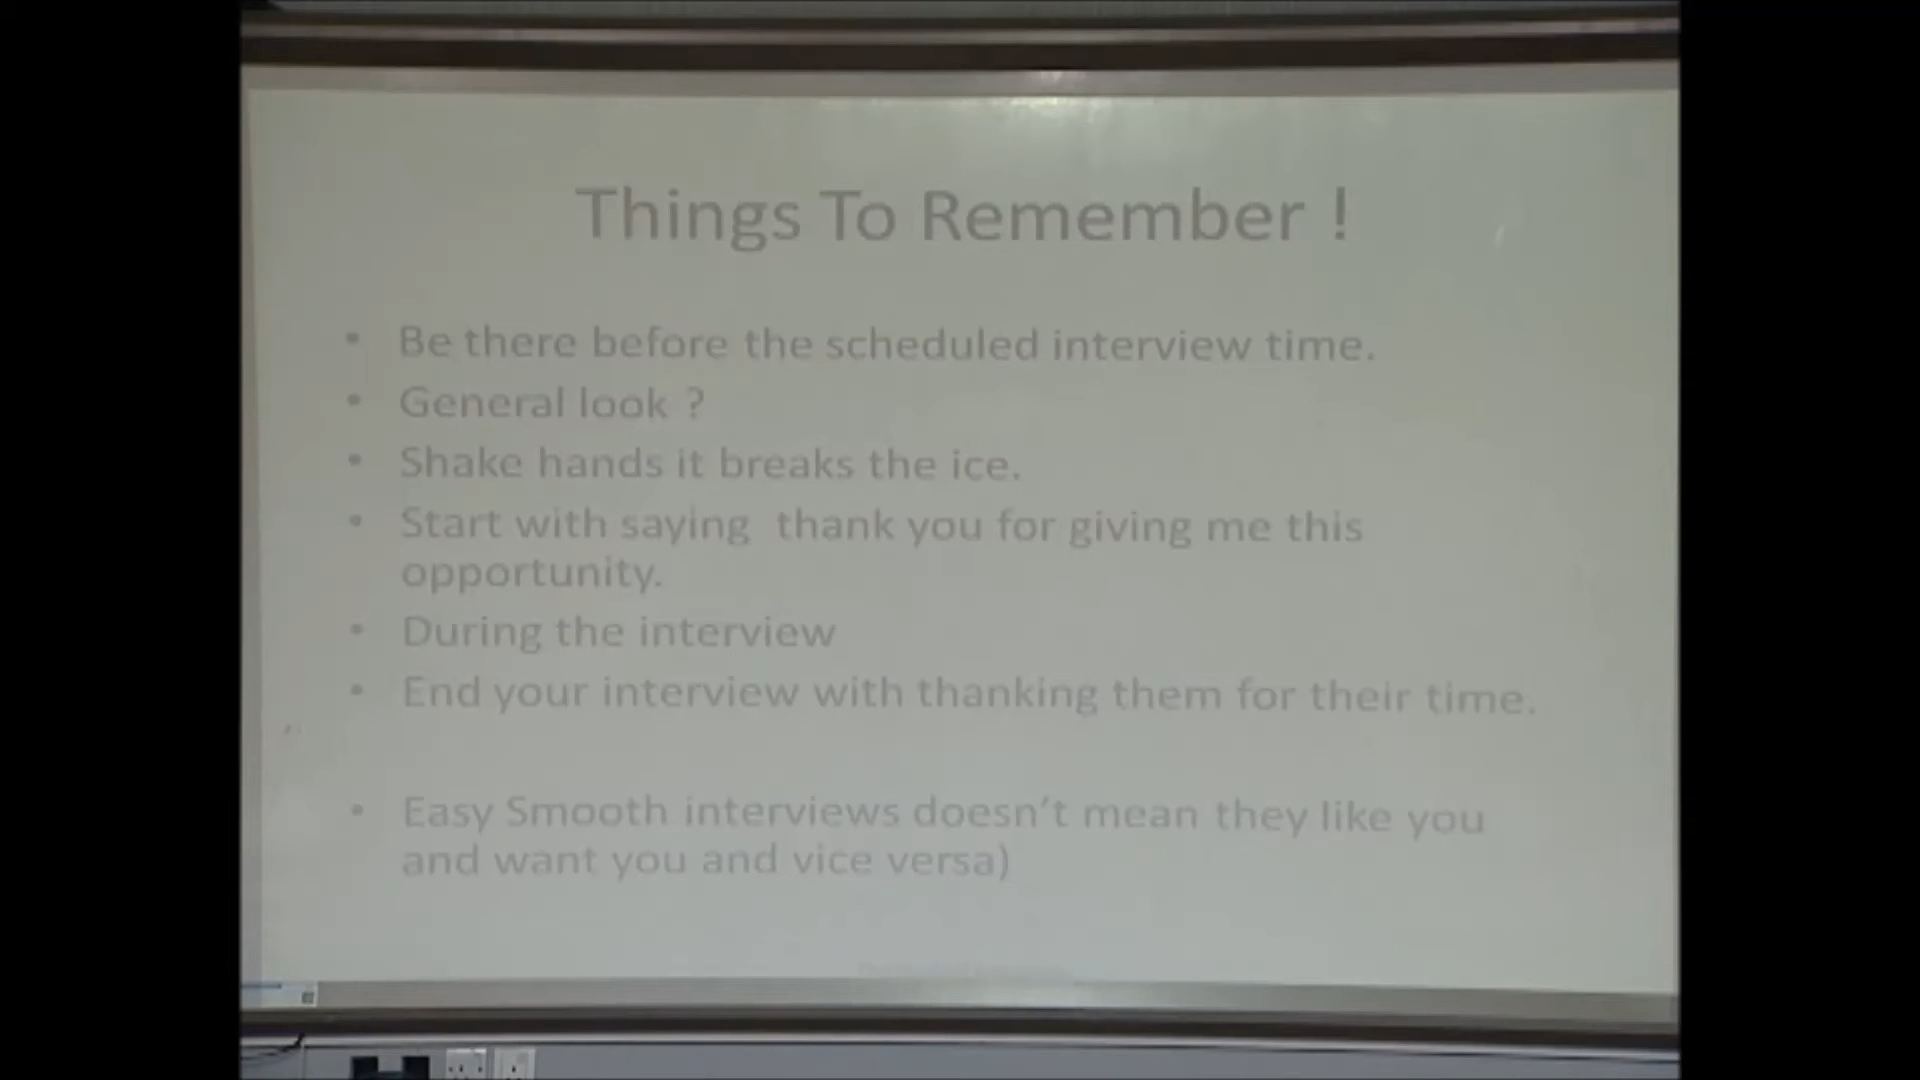 Things To Remember !
• Be there before the scheduled interview time.
• General look ?
• Shake hands it breaks the ice.
• Start with saying thank you for giving me this
opportunity.
• During the interview
• End your interview with thanking them for their time.
• Easy Smooth interviews doesn't mean they like you
and want you and vice versa)